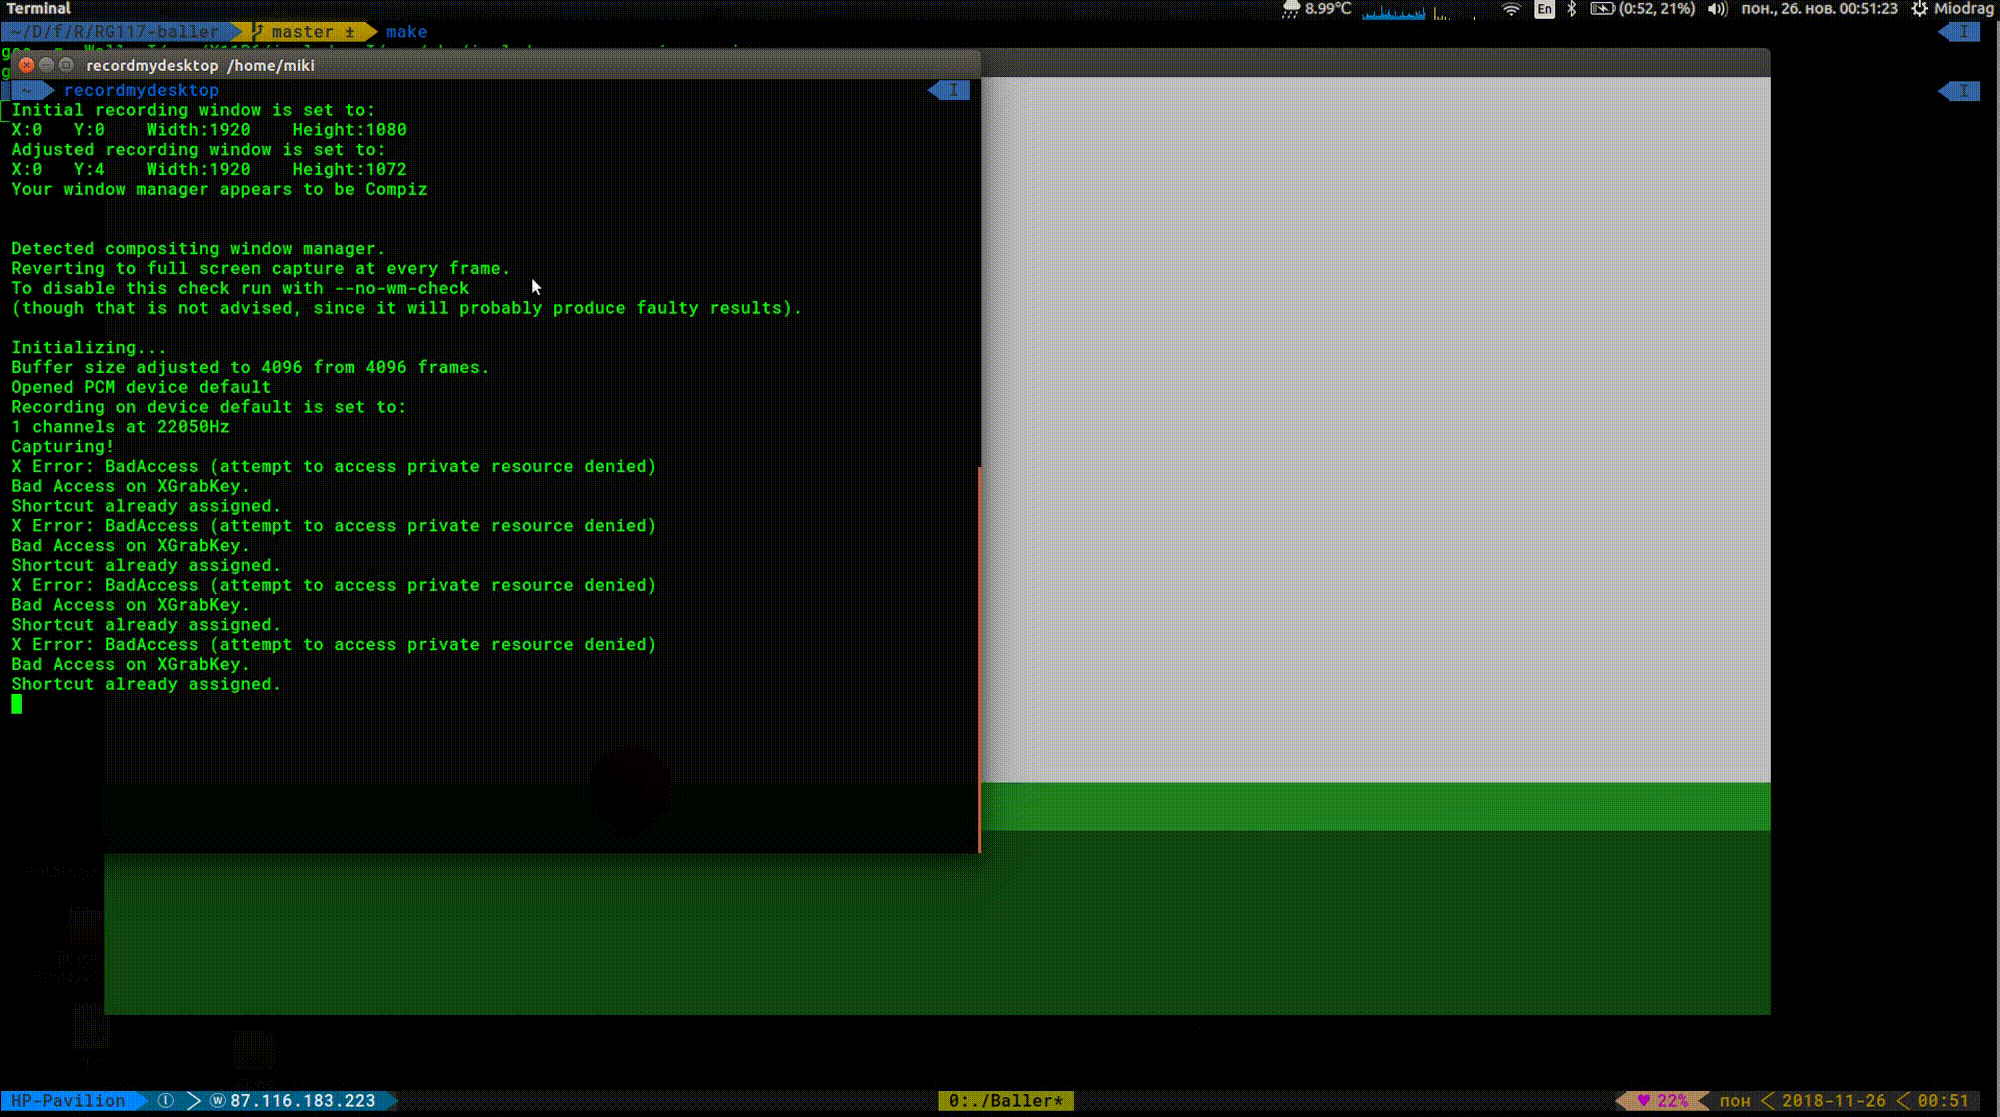 Terminal
8.99°C
En
(0:52, 21%)
пон., 26. нов. 00:51:23
Miodrag
~/D/f/R/RG117-baller
master ±
make
I
recordmydesktop /home/miki
~ recordmydesktop
I
I
Initial recording window is set to:
X:0 Y:0 Width:1920 Height:1080
Adjusted recording window is set to:
X:0 Y:4 Width:1920 Height:1072
Your window manager appears to be Compiz
Detected compositing window manager.
Reverting to full screen capture at every frame.
To disable this check run with --no-wm-check
(though that is not advised, since it will probably produce faulty results).
Initializing...
Buffer size adjusted to 4096 from 4096 frames.
Opened PCM device default
Recording on device default is set to:
1 channels at 22050Hz
Capturing!
X Error: BadAccess (attempt to access private resource denied)
Bad Access on XGrabKey.
Shortcut already assigned.
X Error: BadAccess (attempt to access private resource denied)
Bad Access on XGrabKey.
Shortcut already assigned.
X Error: BadAccess (attempt to access private resource denied)
Bad Access on XGrabKey.
Shortcut already assigned.
X Error: BadAccess (attempt to access private resource denied)
Bad Access on XGrabKey.
Shortcut already assigned.
HP-Pavilion
ⓛ
ⓦ 87.116.183.223
0:./Baller*
♥ 22%
пон
2018-11-26
00:51